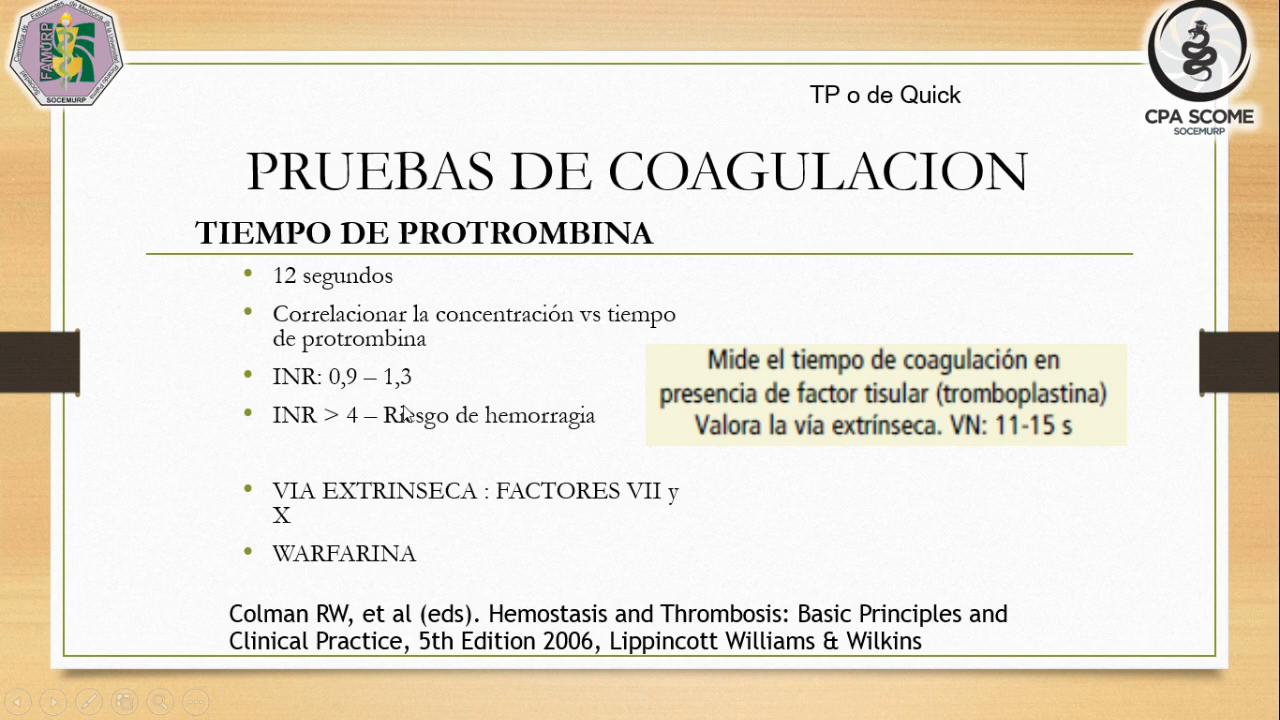 FAMURP
SOCEMURP
CPA SCOME
SOCEMURP
TP o de Quick
PRUEBAS DE COAGULACION
TIEMPO DE PROTROMBINA
• 12 segundos
• Correlacionar la concentración vs tiempo
de protrombina
• INR: 0,9 – 1,3
• INR > 4 – Riesgo de hemorragia
Mide el tiempo de coagulación en
presencia de factor tisular (tromboplastina)
Valora la vía extrínseca. VN: 11-15 s
• VIA EXTRINSECA : FACTORES VII y
X
• WARFARINA
Colman RW, et al (eds). Hemostasis and Thrombosis: Basic Principles and
Clinical Practice, 5th Edition 2006, Lippincott Williams & Wilkins